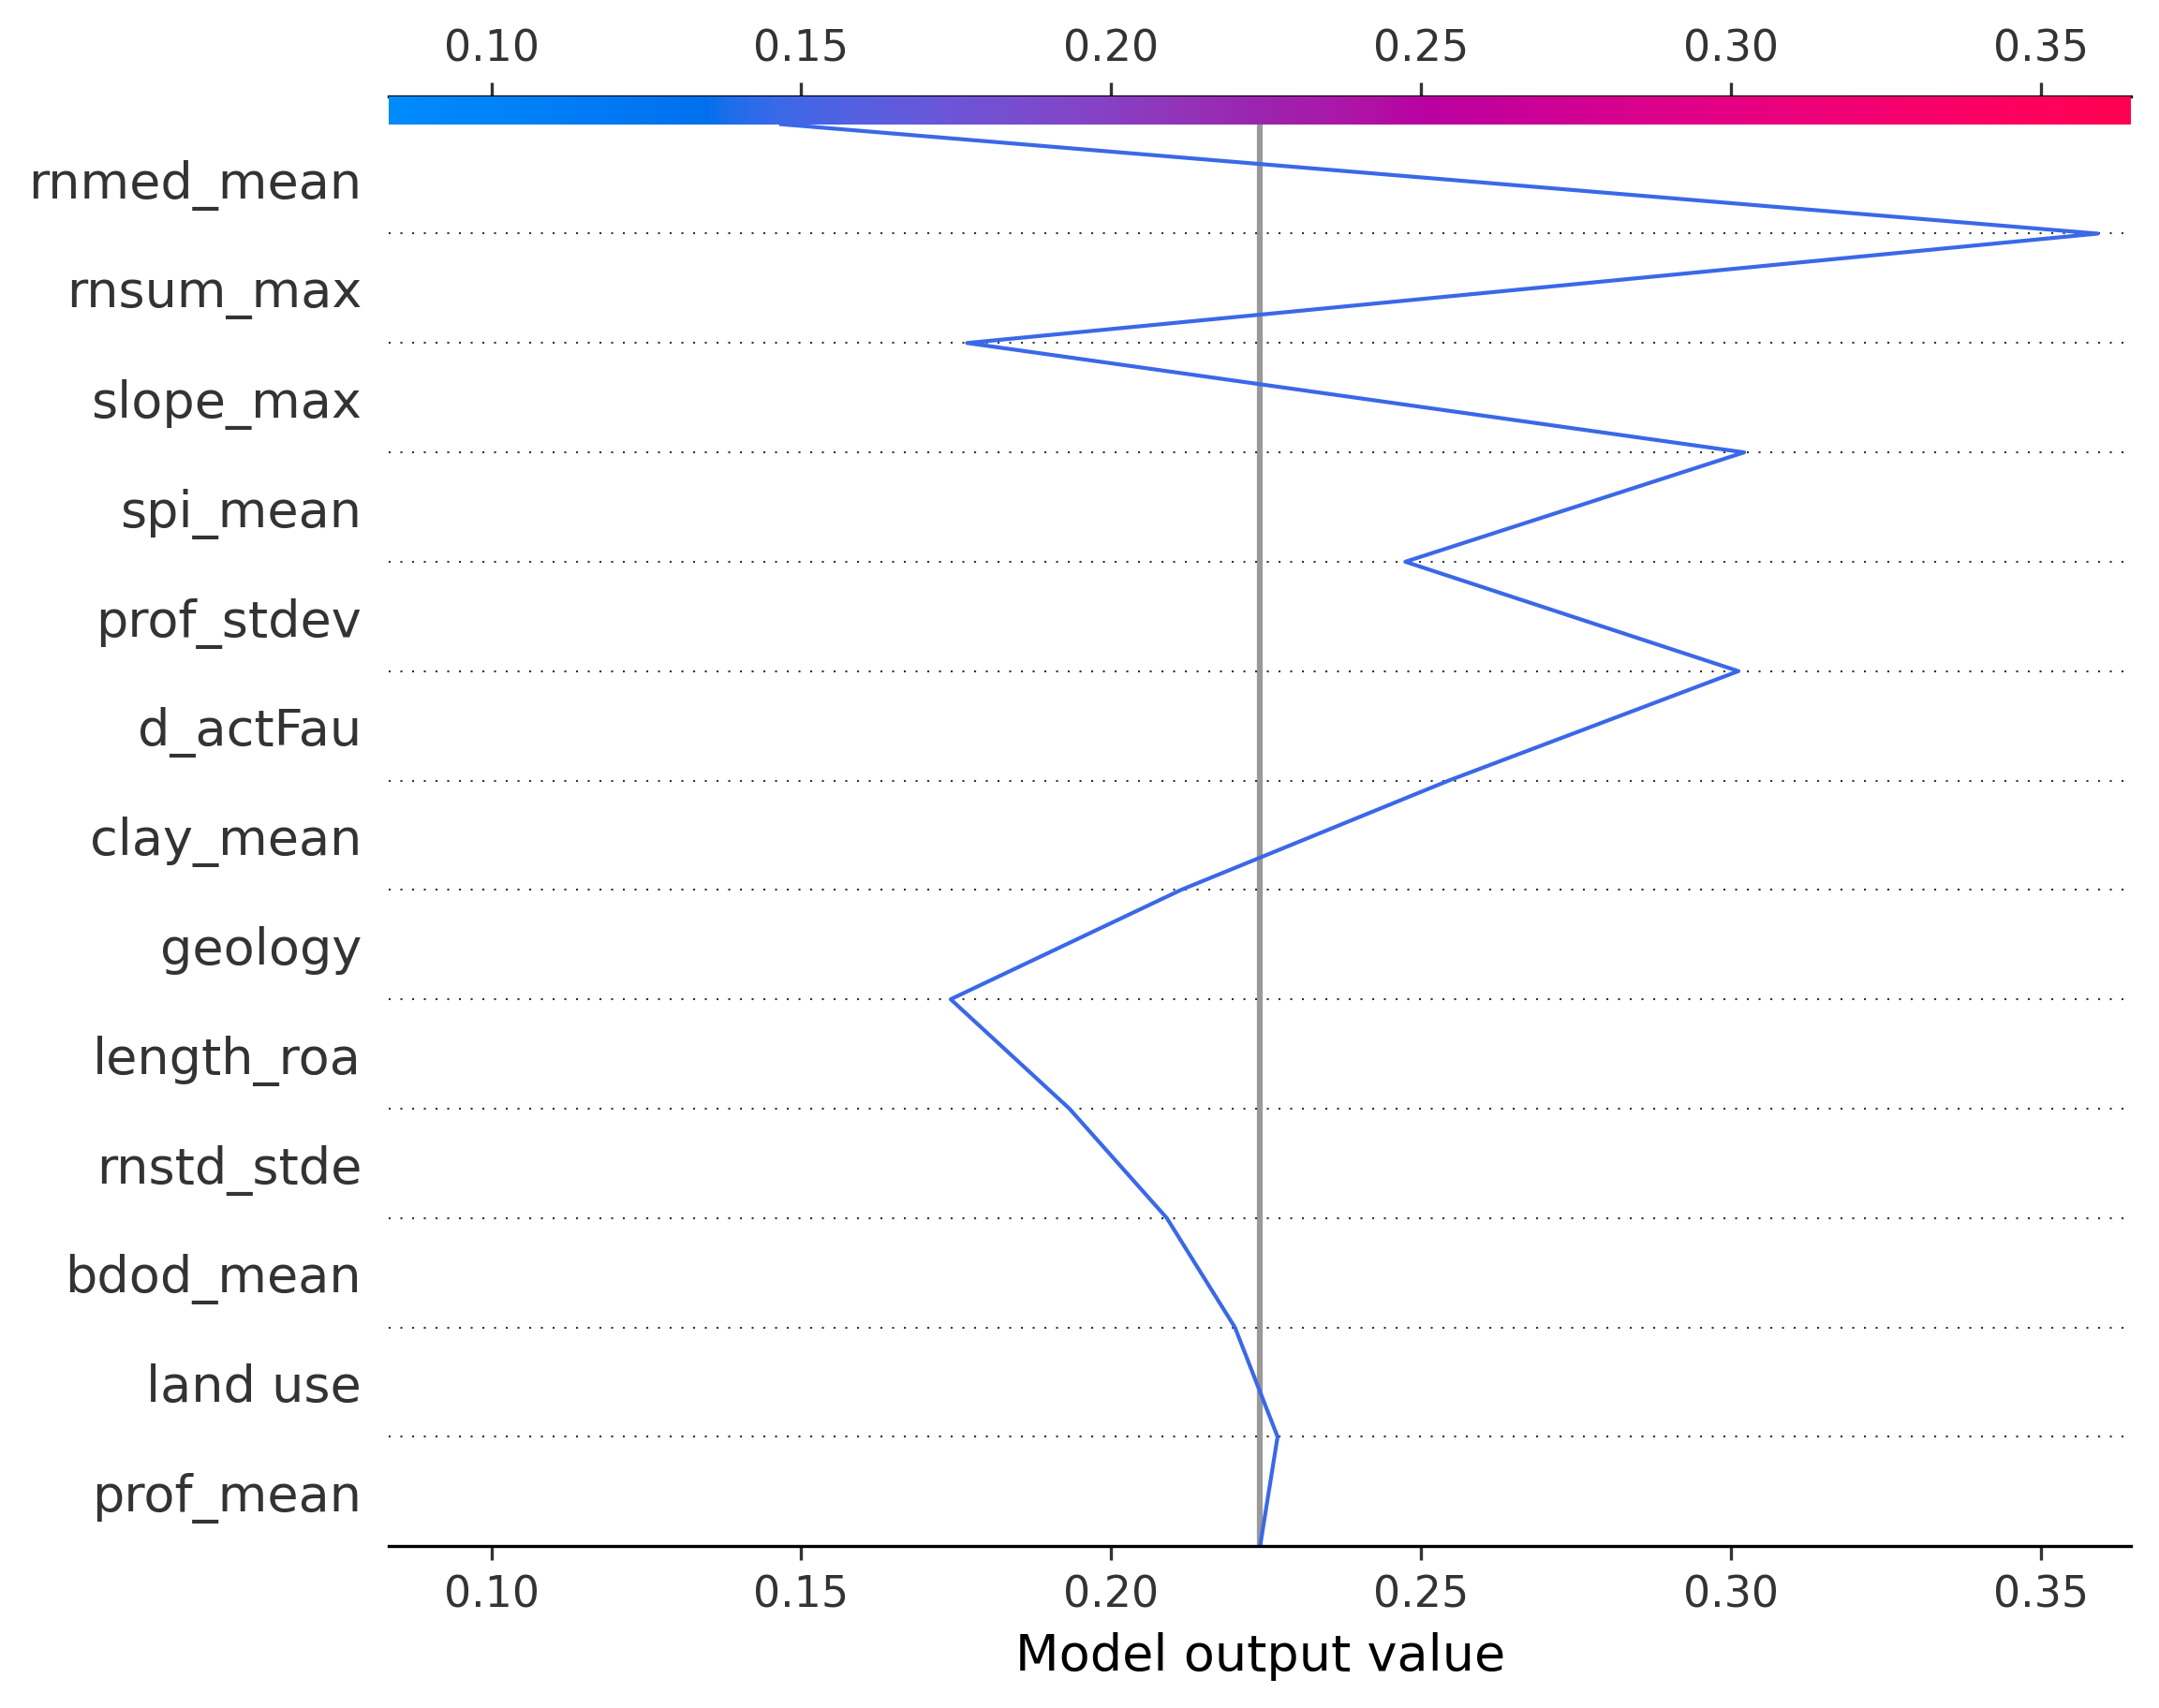 0.10 0.15 0.20 0.25 0.30 0.35
rnmed_mean
rnsum_max
slope_max
spi_mean
prof_stdev
d_actFau
clay_mean
geology
length_roa
rnstd_stde
bdod_mean
land use
prof_mean
0.10 0.15 0.20 0.25 0.30 0.35
Model output value